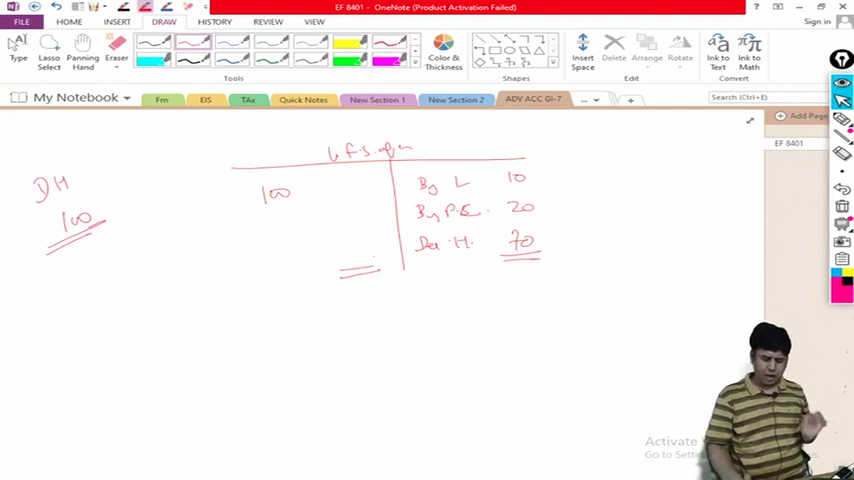 EF 8401 - OneNote (Product Activation Failed)
Sign in
FILE HOME INSERT DRAW HISTORY REVIEW VIEW
Type
Lasso Select
Panning Hand
Eraser
Color & Thickness
Insert Space
Delete
Arrange
Rotate
Ink to Text
Ink to Math
Tools
Shapes
Edit
Convert
My Notebook
Fm
EIS
TAx
Quick Notes
New Section 1
New Section 2
ADV ACC GI-7
...
Search (Ctrl+E)
Add Page
EF 8401
DH
100
100
By L 10
By P.&L. 20
H. 70
Activate
Go to Settin